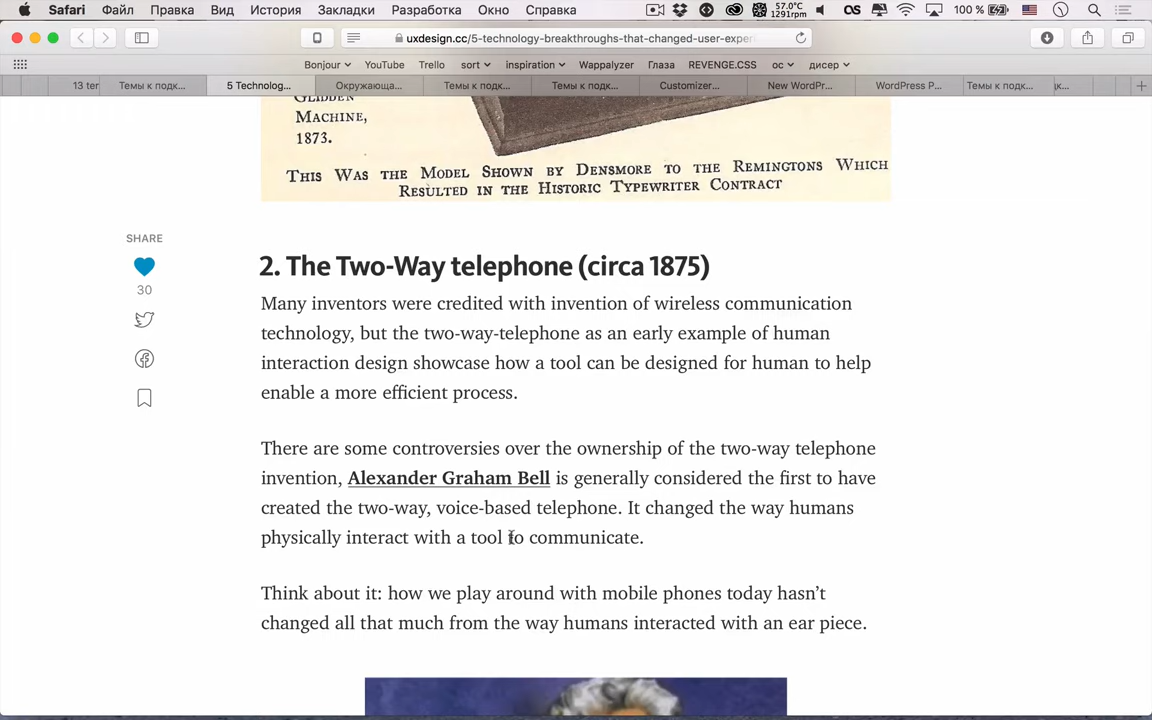 Safari Файл Правка Вид История Закладки Разработка Окно Справка 57.0°C 1291rpm 100 %
uxdesign.cc/5-technology-breakthroughs-that-changed-user-exper
Bonjour YouTube Trello sort inspiration Wappalyzer Глаза REVENGE.CSS ос дисер
13 ter Темы к подк... 5 Technolog... Окружающа... Темы к подк... Темы к подк... Customizer... New WordPr... WordPress P... Темы к подк...
GLIDDEN
MACHINE,
1873.
THIS WAS THE MODEL SHOWN BY DENSMORE TO THE REMINGTONS WHICH
RESULTED IN THE HISTORIC TYPEWRITER CONTRACT
SHARE
30
2. The Two-Way telephone (circa 1875)
Many inventors were credited with invention of wireless communication
technology, but the two-way-telephone as an early example of human
interaction design showcase how a tool can be designed for human to help
enable a more efficient process.
There are some controversies over the ownership of the two-way telephone
invention, Alexander Graham Bell is generally considered the first to have
created the two-way, voice-based telephone. It changed the way humans
physically interact with a tool to communicate.
Think about it: how we play around with mobile phones today hasn’t
changed all that much from the way humans interacted with an ear piece.